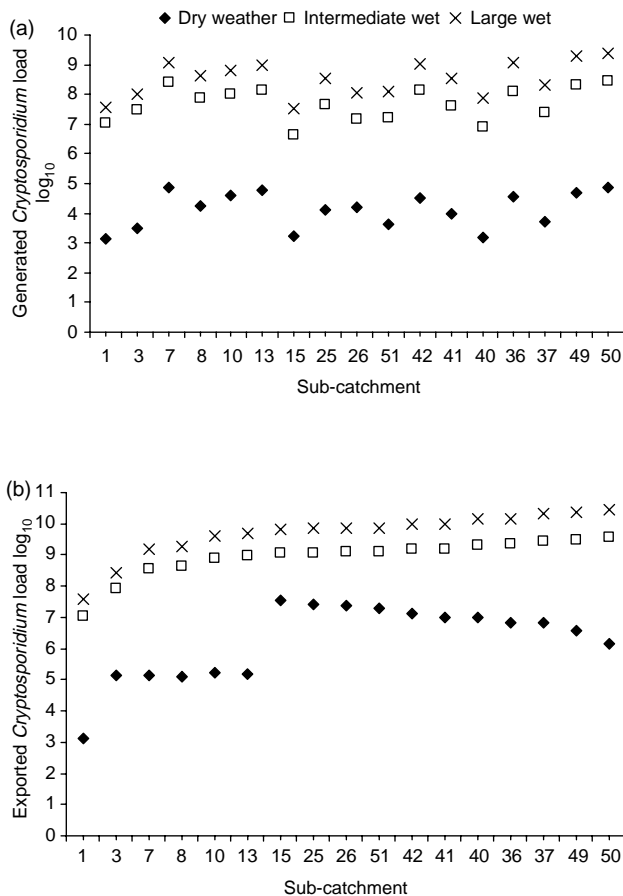 (a)
Dry weather Intermediate wet Large wet
Generated Cryptosporidium load
log10
10
9
8
7
6
5
4
3
2
1
0
1 3 7 8 10 13 15 25 26 51 42 41 40 36 37 49 50
Sub-catchment
(b)
Exported Cryptosporidium load log10
11
10
9
8
7
6
5
4
3
2
1
0
1 3 7 8 10 13 15 25 26 51 42 41 40 36 37 49 50
Sub-catchment